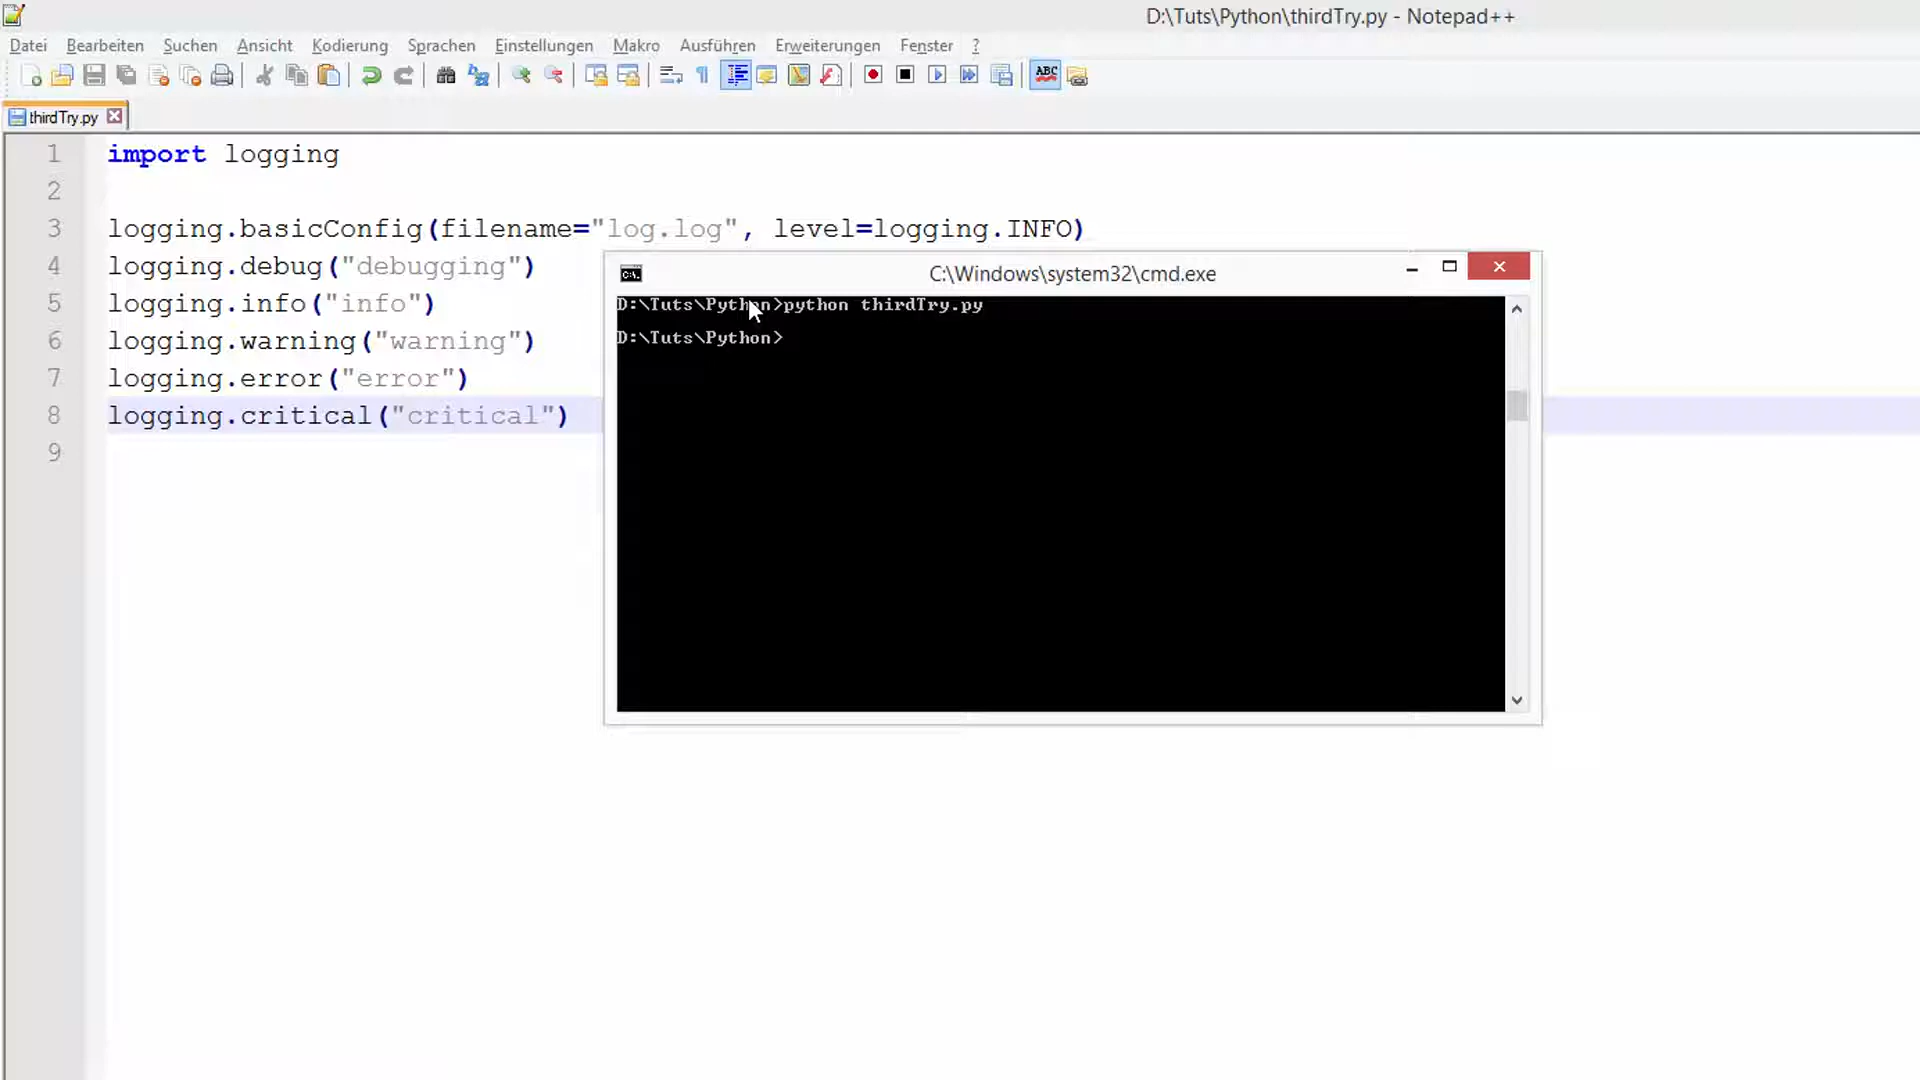 D:\Tuts\Python\thirdTry.py - Notepad++
Datei Bearbeiten Suchen Ansicht Kodierung Sprachen Einstellungen Makro Ausführen Erweiterungen Fenster ?
ABC
thirdTry.py
1 import logging
2
3 logging.basicConfig(filename="log.log", level=logging.INFO)
4 logging.debug("debugging")
5 logging.info("info")
6 logging.warning("warning")
7 logging.error("error")
8 logging.critical("critical")
9
C:\Windows\system32\cmd.exe
D:\Tuts\Python>python thirdTry.py
D:\Tuts\Python>